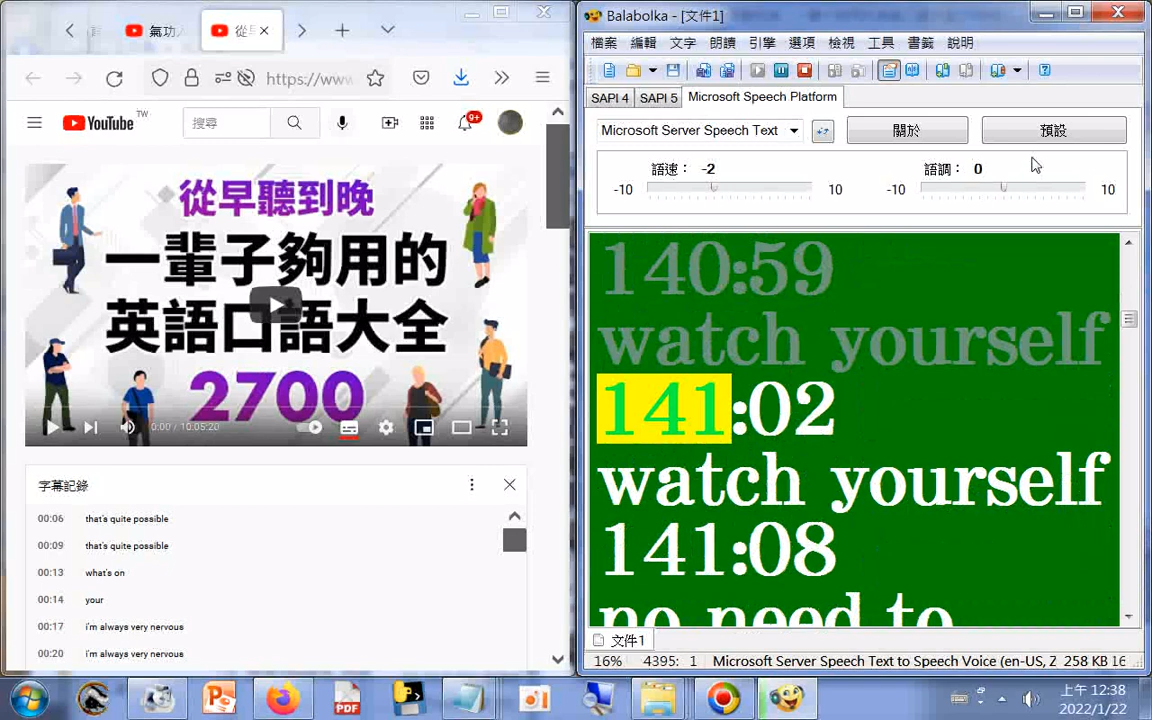 氣功
從
https://www
YouTube TW
搜尋
9+
從早聽到晚
一輩子夠用的
英語口語大全
2700
0:00 / 10:05:20
字幕記錄
00:06 that's quite possible
00:09 that's quite possible
00:13 what's on
00:14 your
00:17 i'm always very nervous
00:20 i'm always very nervous
Balabolka - [文件1]
檔案 編輯 文字 朗讀 引擎 選項 檢視 工具 書籤 說明
SAPI 4 SAPI 5 Microsoft Speech Platform
Microsoft Server Speech Text 關於 預設
語速： -2 語調： 0
-10 10 -10 10
140:59
watch yourself
141:02
watch yourself
141:08
no need to
文件1
16% 4395: 1 Microsoft Server Speech Text to Speech Voice (en-US, Z 258 KB 16
PDF
上午 12:38
2022/1/22